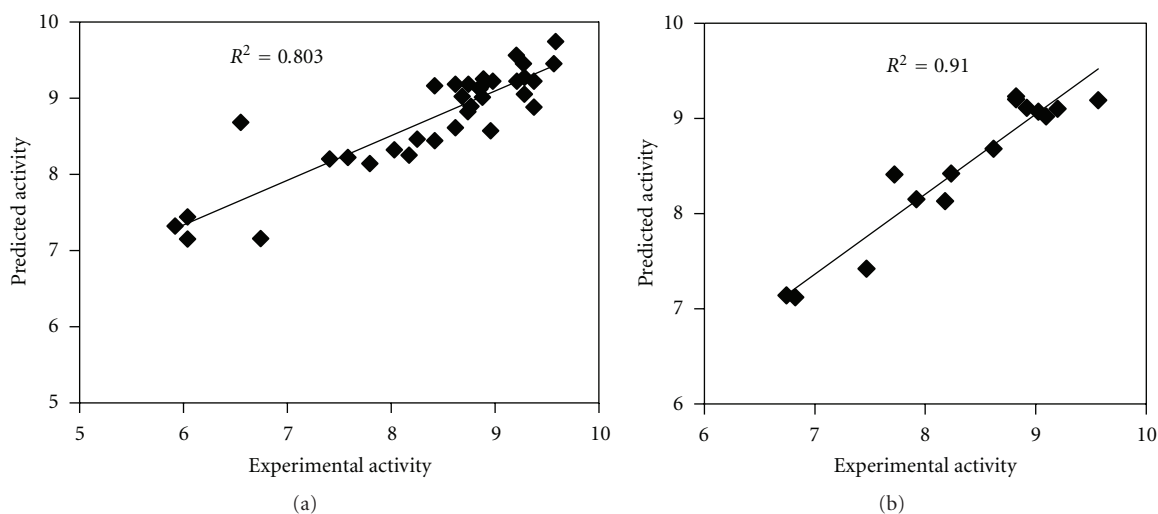 10
9
8
7
6
5
Predicted activity
R² = 0.803
5 6 7 8 9 10
Experimental activity
(a)
10
9
8
7
6
Predicted activity
R² = 0.91
6 7 8 9 10
Experimental activity
(b)